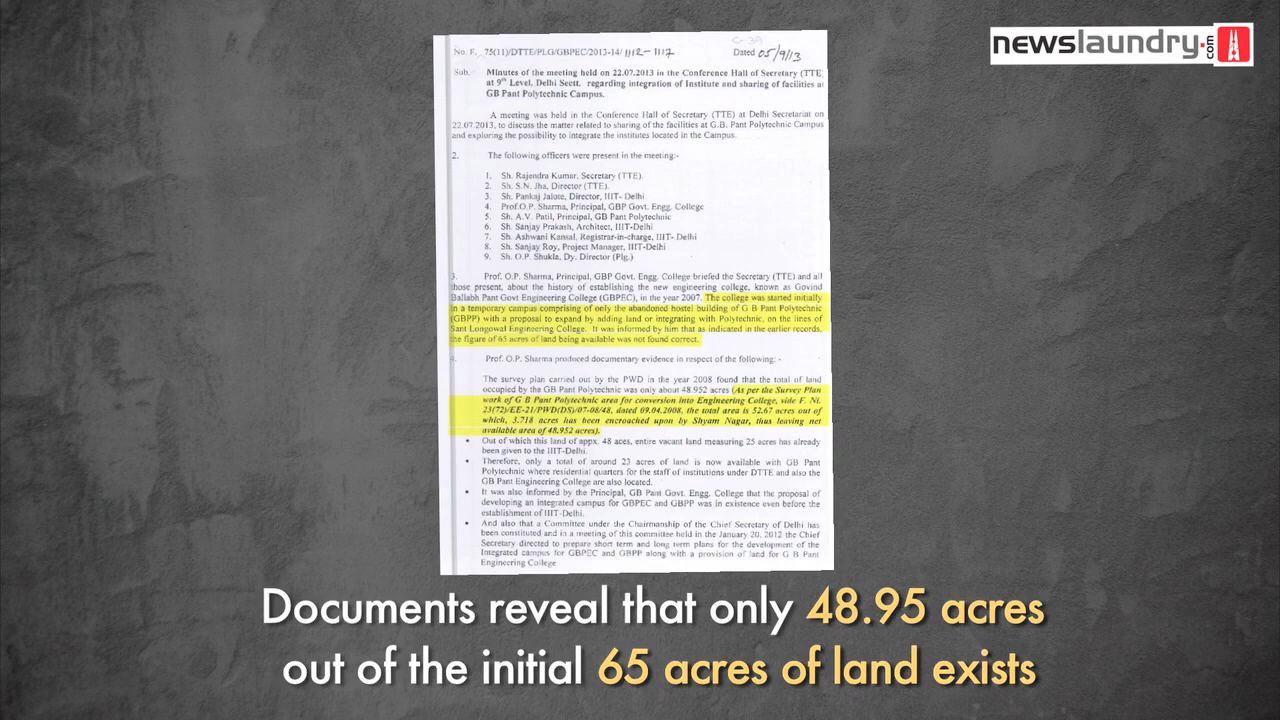 newslaundry.com
C-39
No. F. 75(11)/DTTE/PLG/GBPEC/2013-14/1112-1117 Dated 05/9/13
Sub. Minutes of the meeting held on 22.07.2013 in the Conference Hall of Secretary (TTE
at 9th Level, Delhi Sectt. regarding integration of Institute and sharing of facilities at
GB Pant Polytechnic Campus.
A meeting was held in the Conference Hall of Secretary (TTE) at Delhi Secretariat on
22.07.2013, to discuss the matter related to sharing of the facilities at G.B. Pant Polytechnic Campus
and exploring the possibility to integrate the institutes located in the Campus.
2. The following officers were present in the meeting:-
1. Sh. Rajendra Kumar, Secretary (TTE).
2. Sh. S.N. Jha, Director (TTE).
3. Sh. Pankaj Jalote, Director, IIIT- Delhi
4. Prof.O.P. Sharma, Principal, GBP Govt. Engg. College
5. Sh. A.V. Patil, Principal, GB Pant Polytechnic
6. Sh. Sanjay Prakash, Architect, IIIT-Delhi
7. Sh. Ashwani Kansal, Registrar-in-charge, IIIT- Delhi
8. Sh. Sanjay Roy, Project Manager, IIIT-Delhi
9. Sh. O.P. Shukla, Dy. Director (Plg.)
3. Prof. O.P. Sharma, Principal, GBP Govt. Engg. College briefed the Secretary (TTE) and all
those present, about the history of establishing the new engineering college, known as Govind
Ballabh Pant Govt Engineering College (GBPEC), in the year 2007. The college was started initially
in a temporary campus comprising of only the abandoned hostel building of G B Pant Polytechnic
(GBPP) with a proposal to expand by adding land or integrating with Polytechnic, on the lines of
Sant Longowal Engineering College. It was informed by him that as indicated in the earlier records,
the figure of 65 acres of land being available was not found correct.
4. Prof. O.P. Sharma produced documentary evidence in respect of the following: -
The survey plan carried out by the PWD in the year 2008 found that the total of land
occupied by the GB Pant Polytechnic was only about 48.952 acres (As per the Survey Plan
work of G B Pant Polytechnic area for conversion into Engineering College, vide F. Ni.
23(72)/EE-21/PWD(DS)/07-08/48, dated 09.04.2008, the total area is 52.67 acres out of
which, 3.718 acres has been encroached upon by Shyam Nagar, thus leaving net
available area of 48.952 acres).
• Out of which this land of appx. 48 aces, entire vacant land measuring 25 acres has already
been given to the IIIT-Delhi.
• Therefore, only a total of around 23 acres of land is now available with GB Pant
Polytechnic where residential quarters for the staff of institutions under DTTE and also the
GB Pant Engineering College are also located.
• It was also informed by the Principal, GB Pant Govt. Engg. College that the proposal of
developing an integrated campus for GBPEC and GBPP was in existence even before the
establishment of IIIT-Delhi.
• And also that a Committee under the Chairmanship of the Chief Secretary of Delhi has
been constituted and in a meeting of this committee held in the January 20, 2012 the Chief
Secretary directed to prepare short term and long term plans for the development of the
Integrated campus for GBPEC and GBPP along with a provision of land for G B Pant
Engineering College
Documents reveal that only 48.95 acres
out of the initial 65 acres of land exists